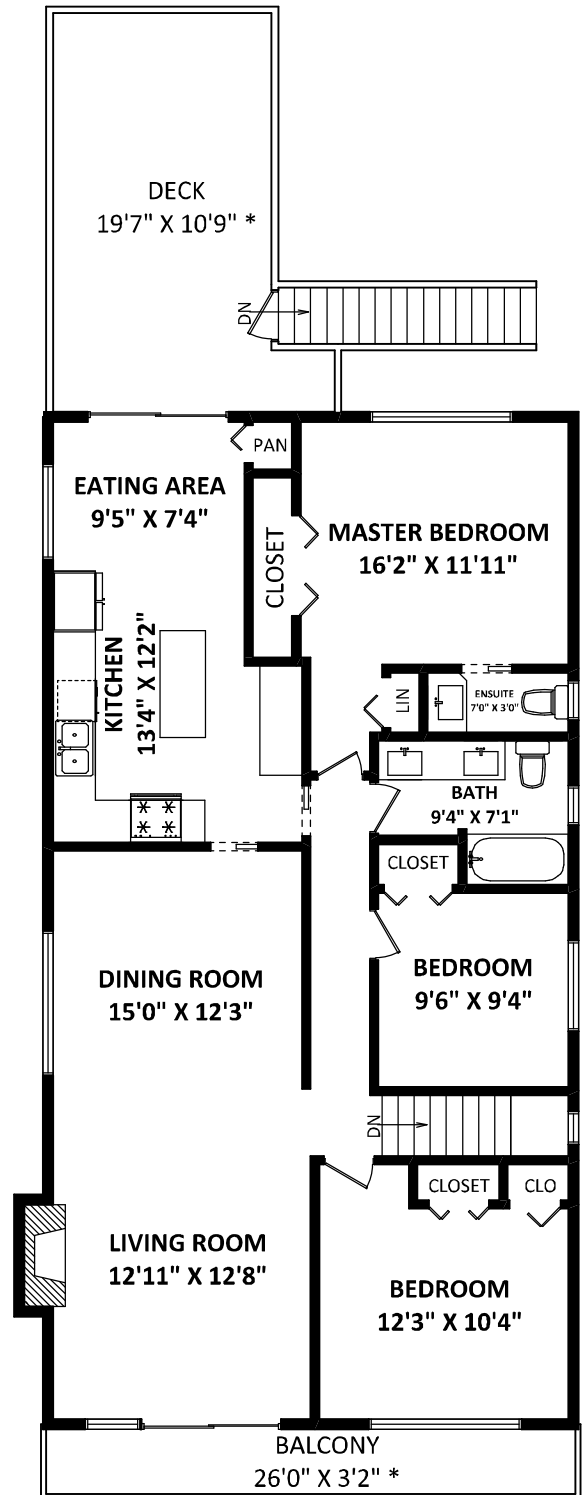 DECK
19'7" X 10'9" *
DN
PAN
EATING AREA
9'5" X 7'4"
CLOSET
MASTER BEDROOM
16'2" X 11'11"
KITCHEN
13'4" X 12'2"
LIN
ENSUITE
7'0" X 3'0"
BATH
9'4" X 7'1"
CLOSET
DINING ROOM
15'0" X 12'3"
BEDROOM
9'6" X 9'4"
DN
CLOSET
CLO
LIVING ROOM
12'11" X 12'8"
BEDROOM
12'3" X 10'4"
BALCONY
26'0" X 3'2" *